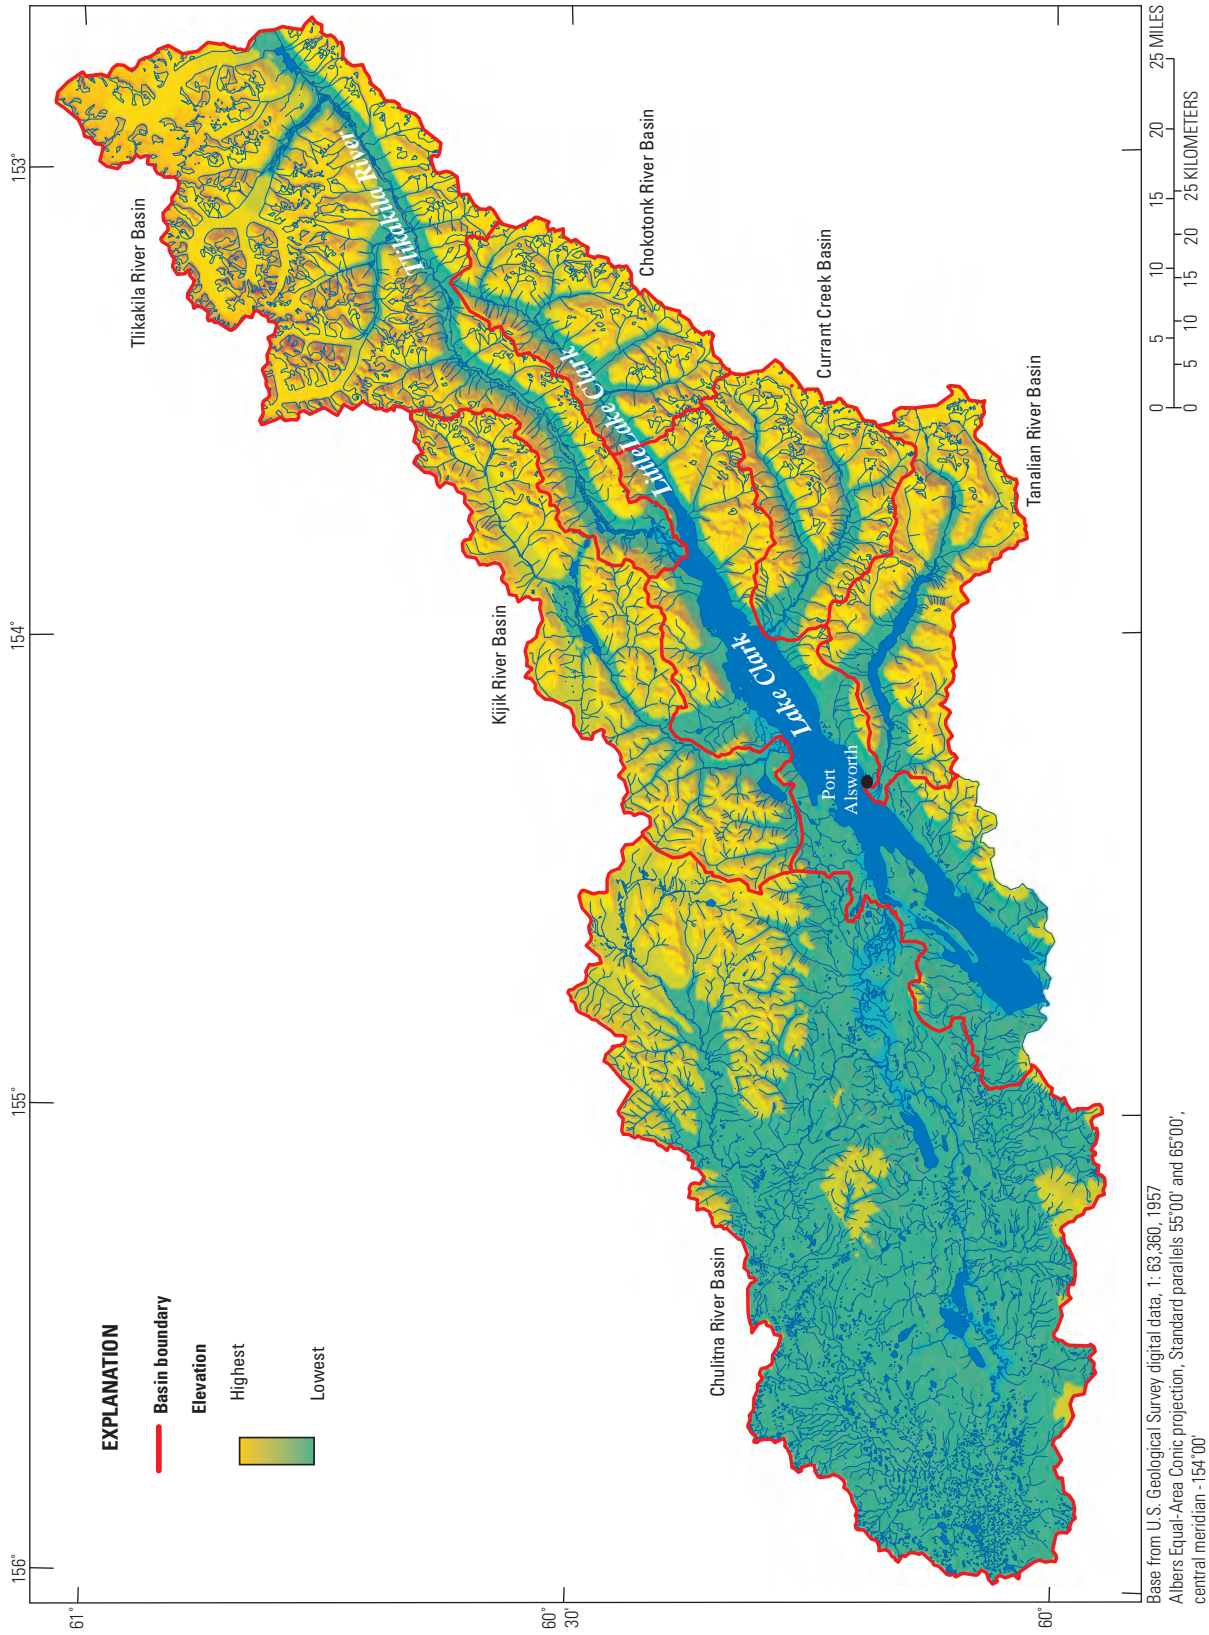 156°
155°
154°
153°
61°
60°
30'
60°
EXPLANATION
Basin boundary
Elevation
Highest
Lowest
Tlikakila River Basin
Kijik River Basin
Chulitna River Basin
Chokotonk River Basin
Currant Creek Basin
Tanalian River Basin
Tlikakila River
Little Lake Clark
Lake Clark
Port
Alsworth
0 5 10 15 20 25 MILES
0 5 10 15 20 25 KILOMETERS
Base from U.S. Geological Survey digital data, 1: 63,360, 1957
Albers Equal-Area Conic projection, Standard parallels 55°00' and 65°00',
central meridian -154°00'